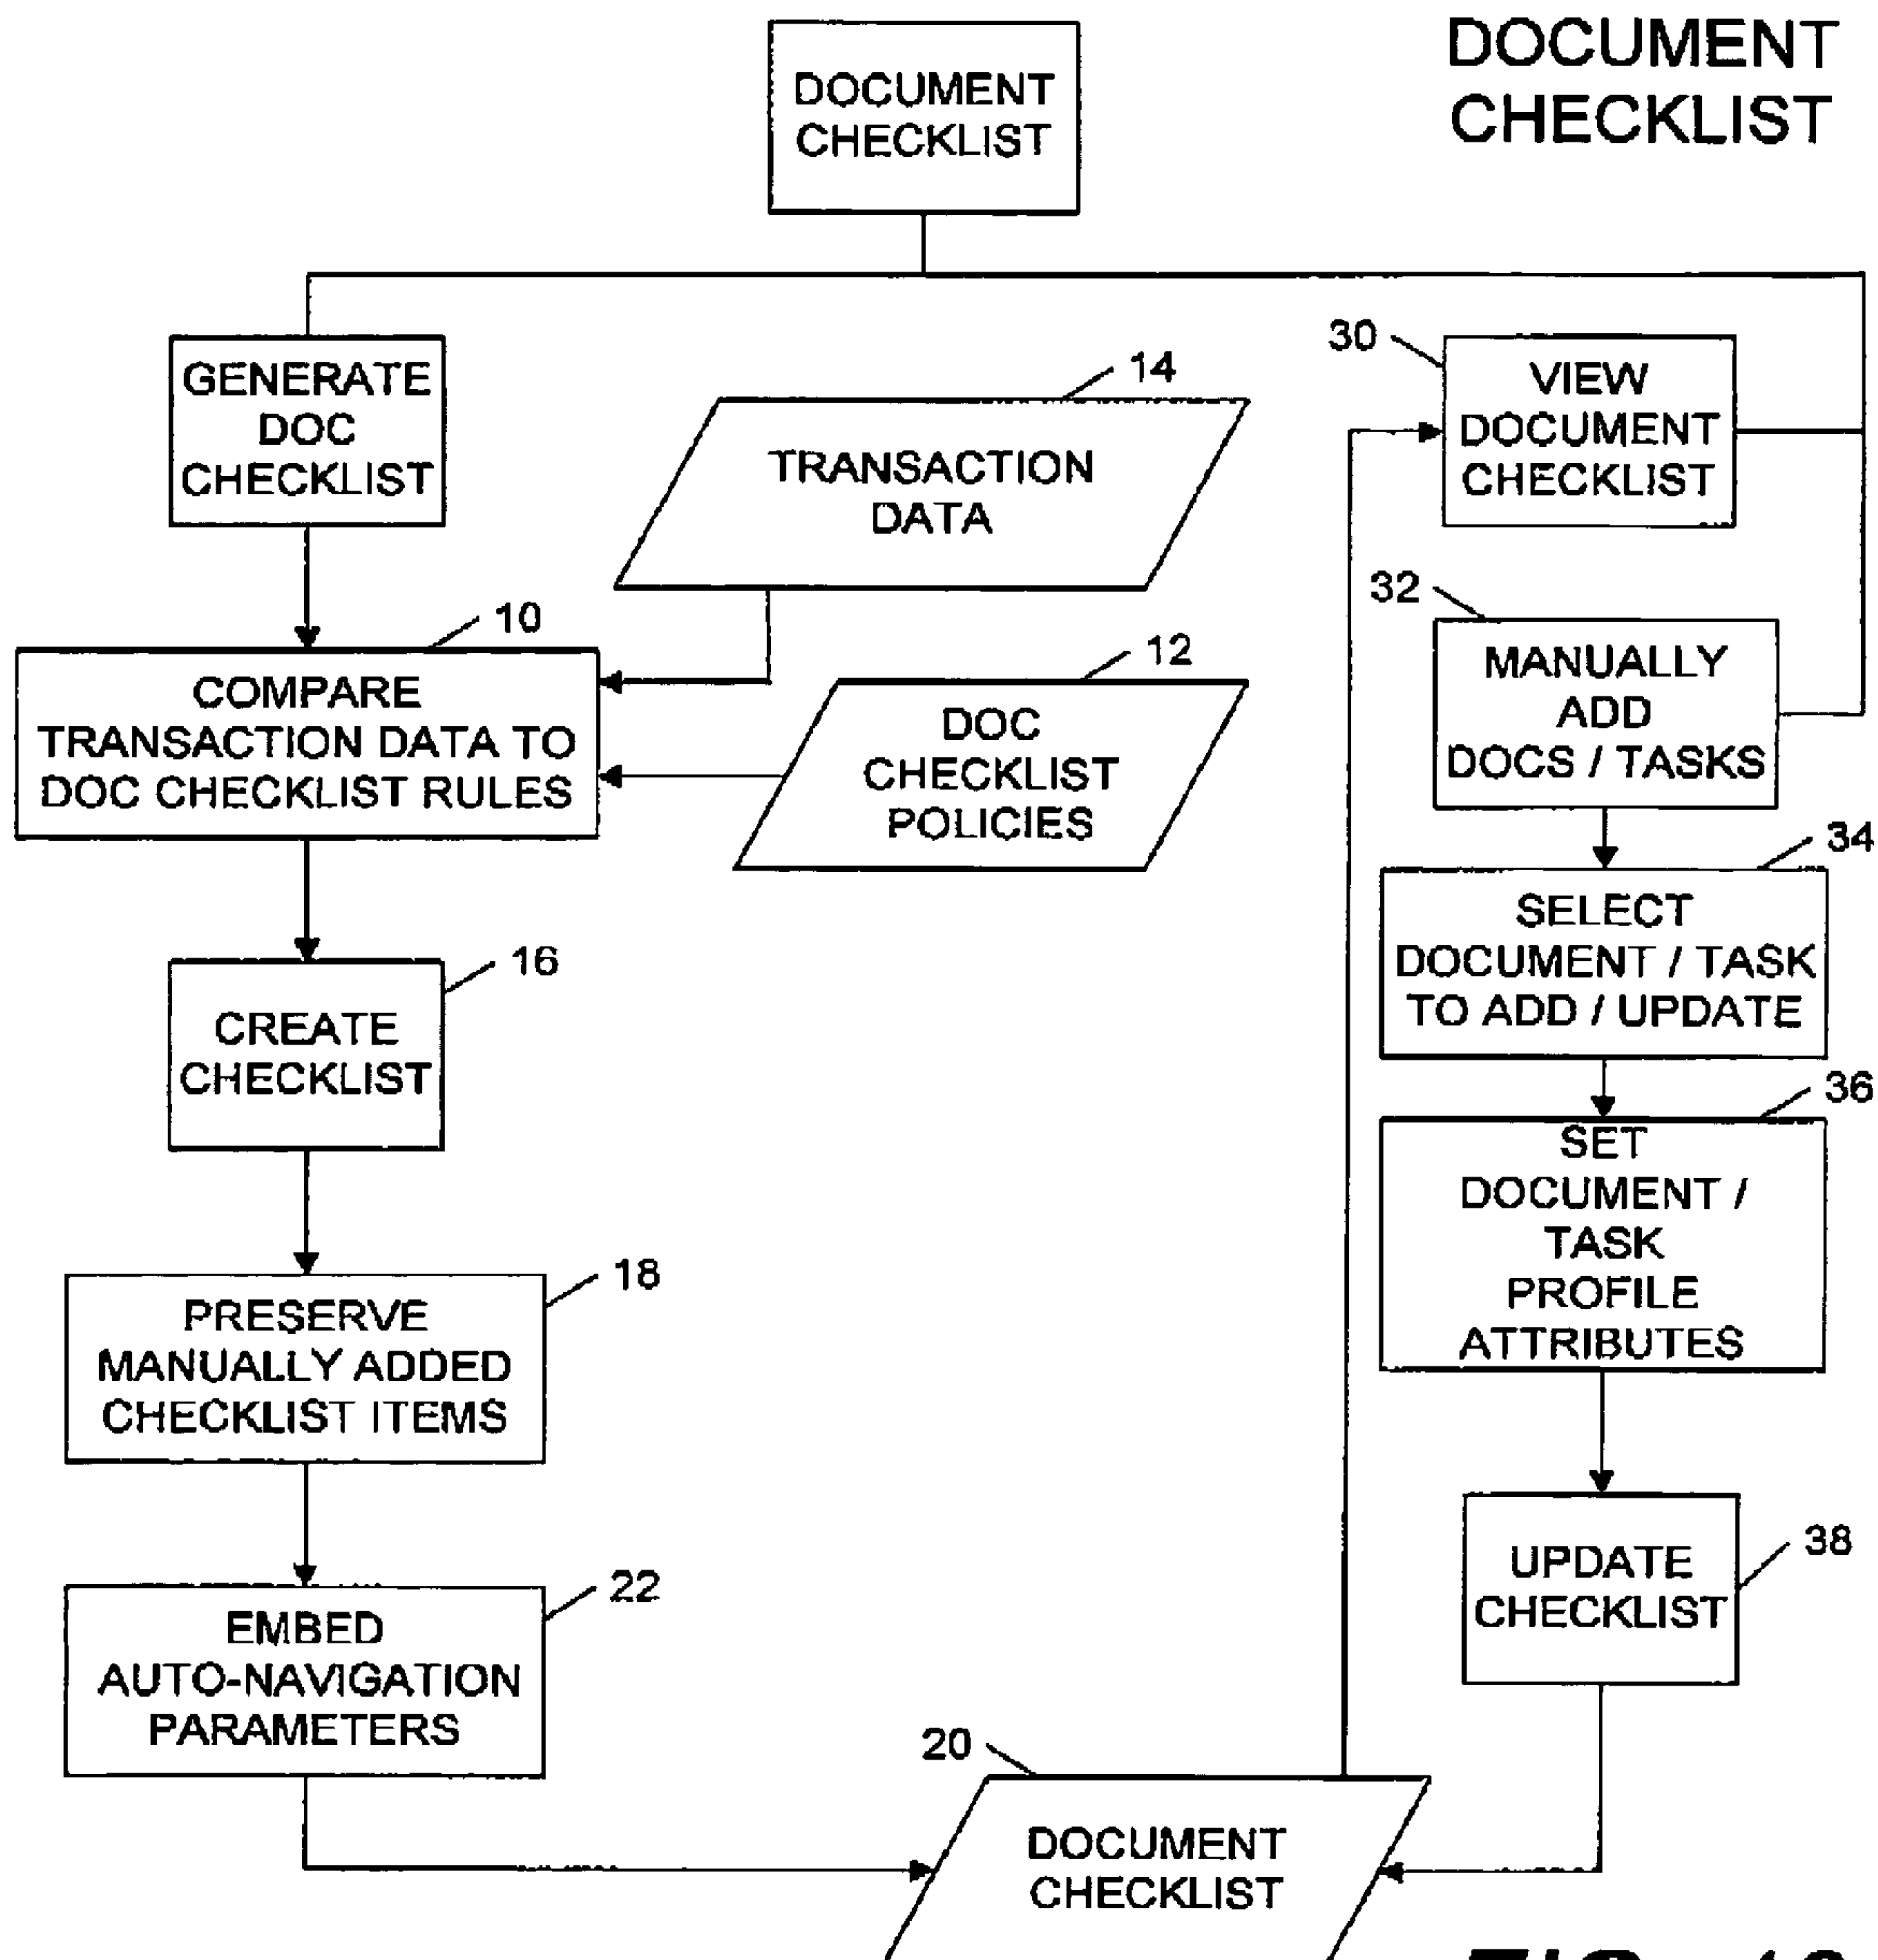 DOCUMENT
CHECKLIST
DOCUMENT
CHECKLIST
GENERATE
DOC
CHECKLIST
14
TRANSACTION
DATA
30
VIEW
DOCUMENT
CHECKLIST
10
COMPARE
TRANSACTION DATA TO
DOC CHECKLIST RULES
12
DOC
CHECKLIST
POLICIES
32
MANUALLY
ADD
DOCS / TASKS
34
SELECT
DOCUMENT / TASK
TO ADD / UPDATE
16
CREATE
CHECKLIST
36
SET
DOCUMENT /
TASK
PROFILE
ATTRIBUTES
18
PRESERVE
MANUALLY ADDED
CHECKLIST ITEMS
38
UPDATE
CHECKLIST
22
EMBED
AUTO-NAVIGATION
PARAMETERS
20
DOCUMENT
CHECKLIST